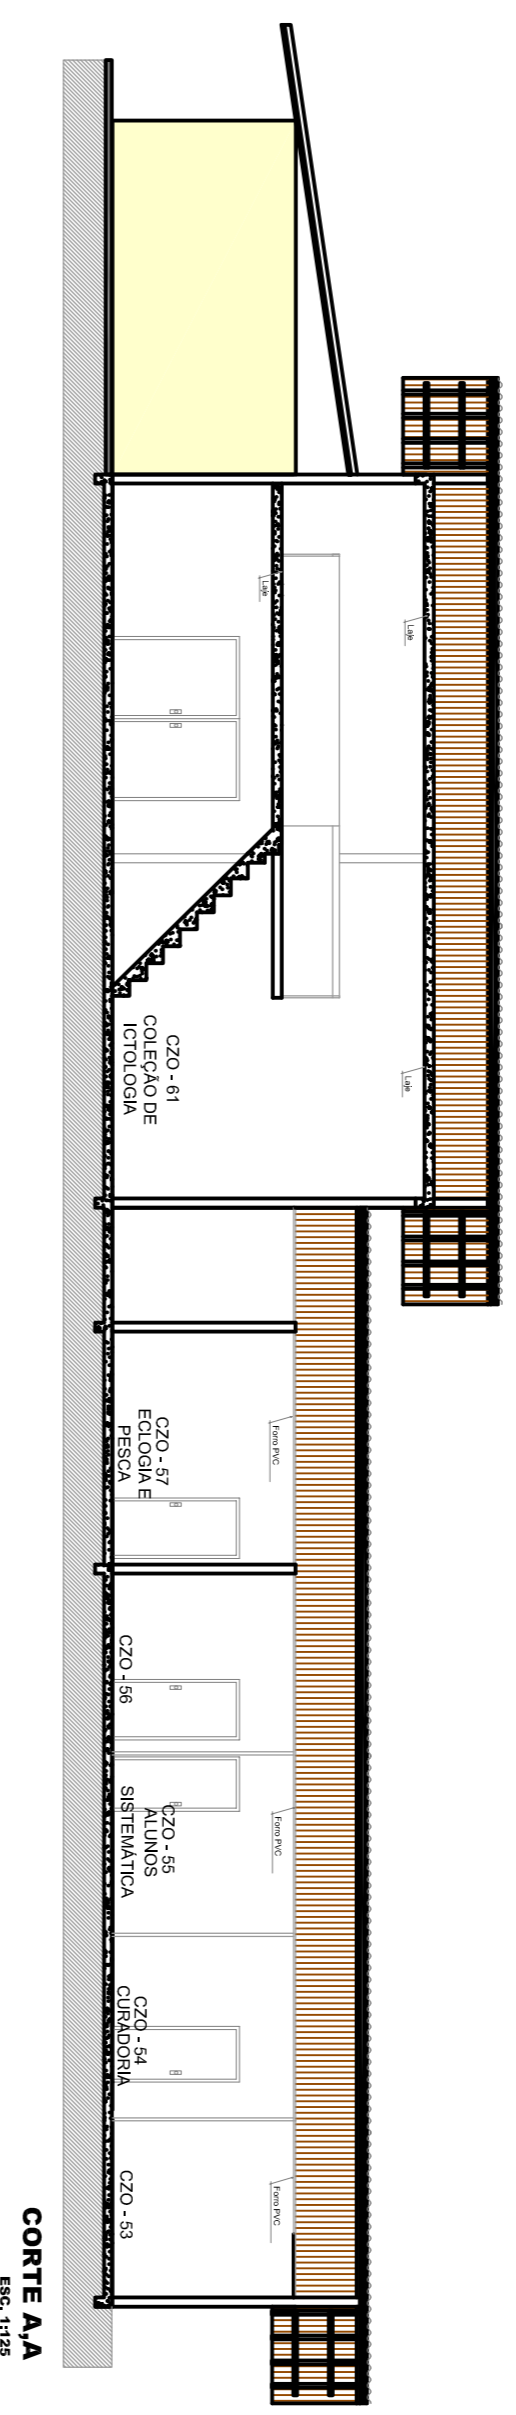 Laje
Laje
Laje
CZO - 61
COLEÇÃO DE
ICTOLOGIA
Forro PVC
CZO - 57
ECLOGIA E
PESCA
CZO - 56
Forro PVC
CZO - 55
ALUNOS
SISTEMÁTICA
CZO - 54
CURADORIA
Forro PVC
CZO - 53
CORTE A,A
ESC. 1:125